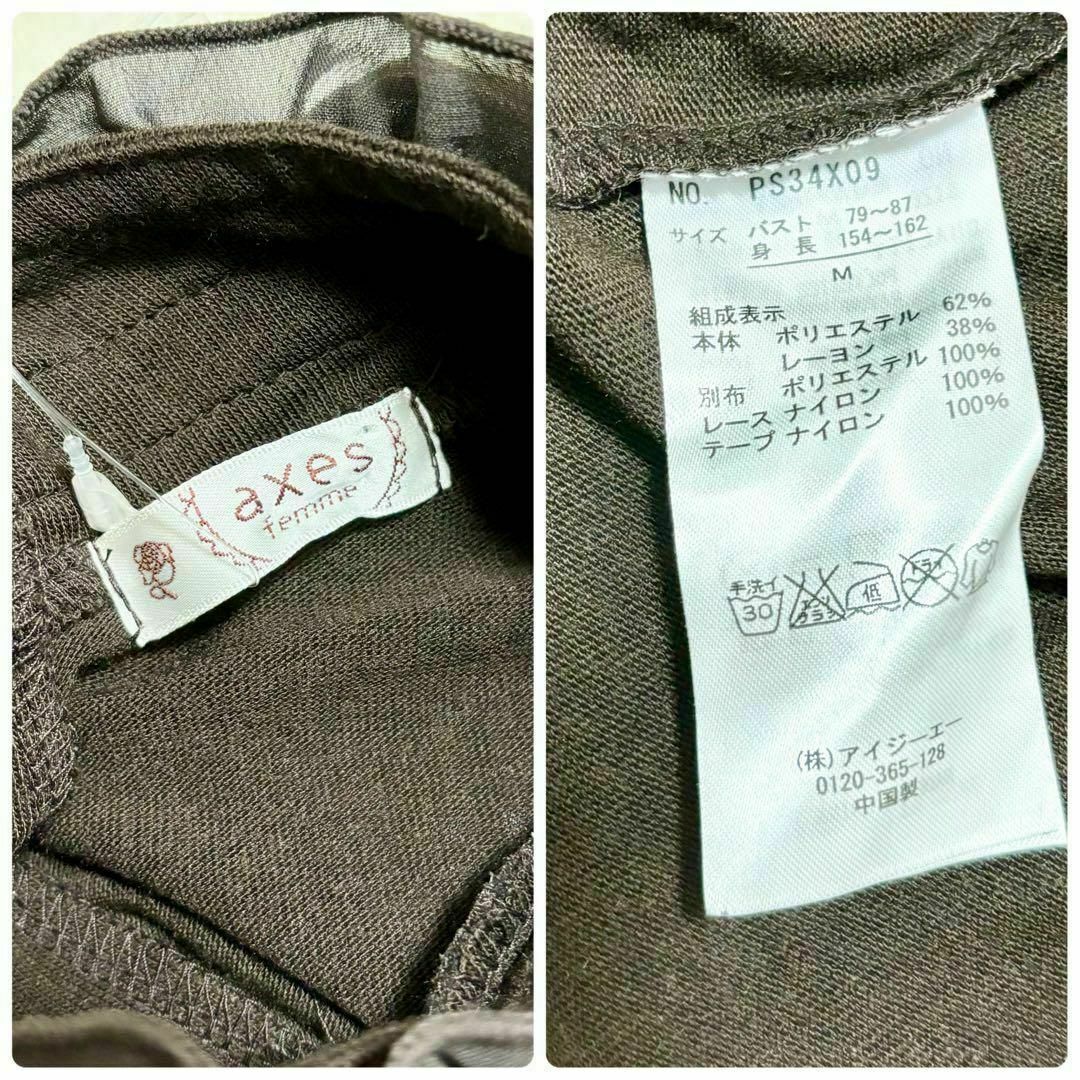 axes
femme
NO. PS34X09
サイズ バスト 79～87
身長 154～162
M
組成表示
本体 ポリエステル 62%
レーヨン 38%
別布 ポリエステル 100%
レース ナイロン 100%
テープ ナイロン 100%
手洗イ
30
低
ドライ
(株)アイジーエー
0120-365-128
中国製